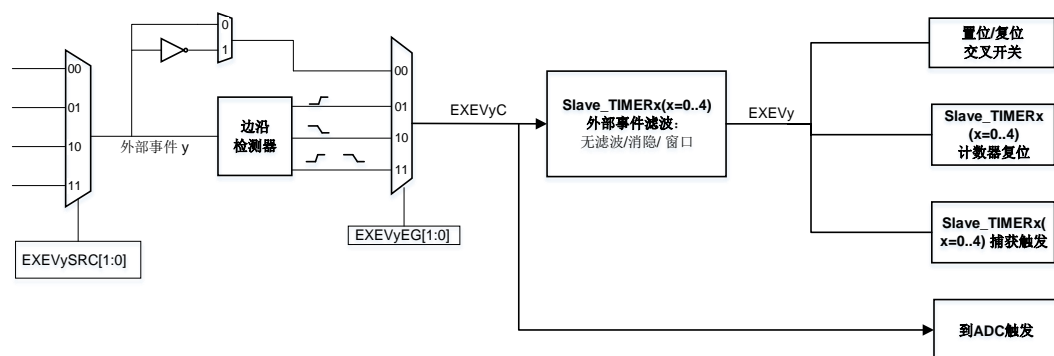 00
01
10
11
EXEVySRC[1:0]
外部事件 y
0
1
边沿
检测器
00
01
10
11
EXEVyEG[1:0]
EXEVyC
Slave_TIMERx(x=0..4)
外部事件滤波：
无滤波/消隐/ 窗口
EXEVy
置位/复位
交叉开关
Slave_TIMERx
(x=0..4)
计数器复位
Slave_TIMERx(
x=0..4) 捕获触发
到ADC触发